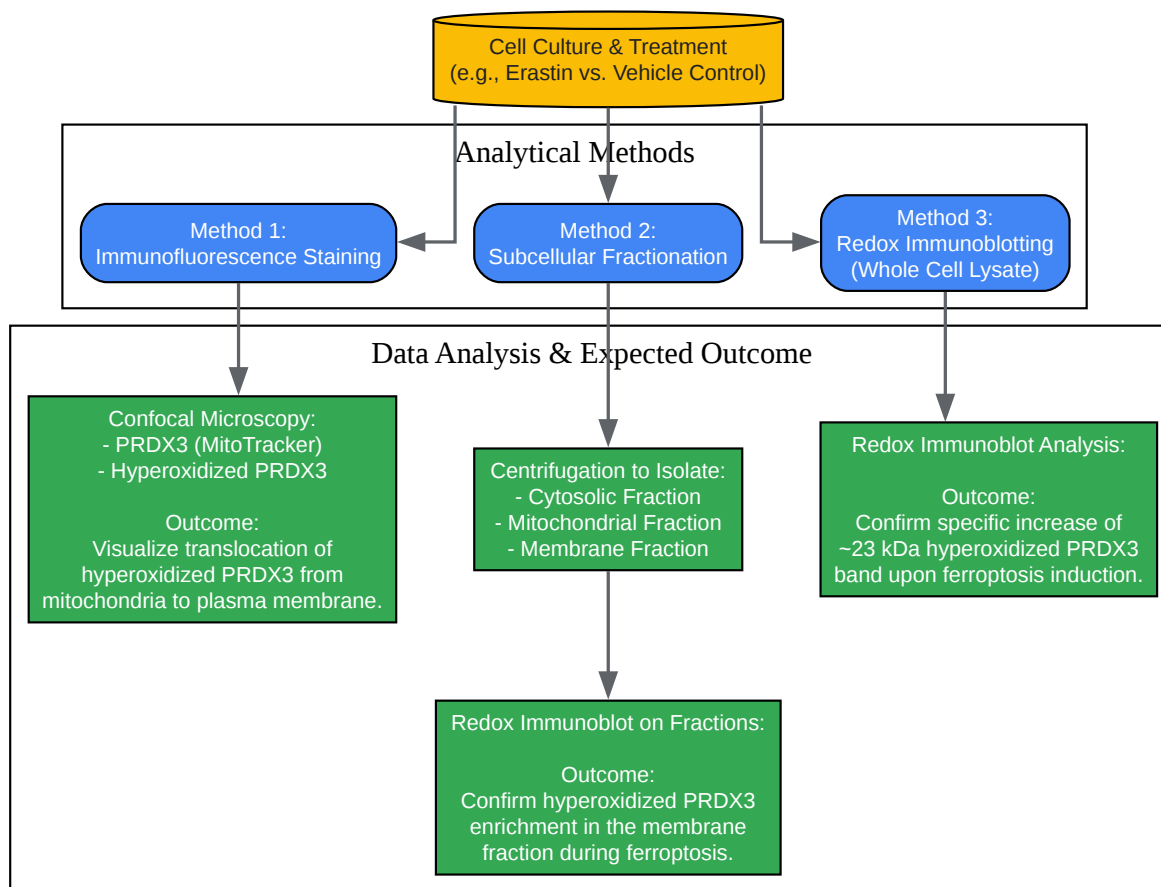 Cell Culture & Treatment
(e.g., Erastin vs. Vehicle Control)
Analytical Methods
Method 1:
Immunofluorescence Staining
Method 2:
Subcellular Fractionation
Method 3:
Redox Immunoblotting
(Whole Cell Lysate)
Data Analysis & Expected Outcome
Confocal Microscopy:
- PRDX3 (MitoTracker)
- Hyperoxidized PRDX3
Outcome:
Visualize translocation of
hyperoxidized PRDX3 from
mitochondria to plasma membrane.
Centrifugation to Isolate:
- Cytosolic Fraction
- Mitochondrial Fraction
- Membrane Fraction
Redox Immunoblot Analysis:
Outcome:
Confirm specific increase of
~23 kDa hyperoxidized PRDX3
band upon ferroptosis induction.
Redox Immunoblot on Fractions:
Outcome:
Confirm hyperoxidized PRDX3
enrichment in the membrane
fraction during ferroptosis.